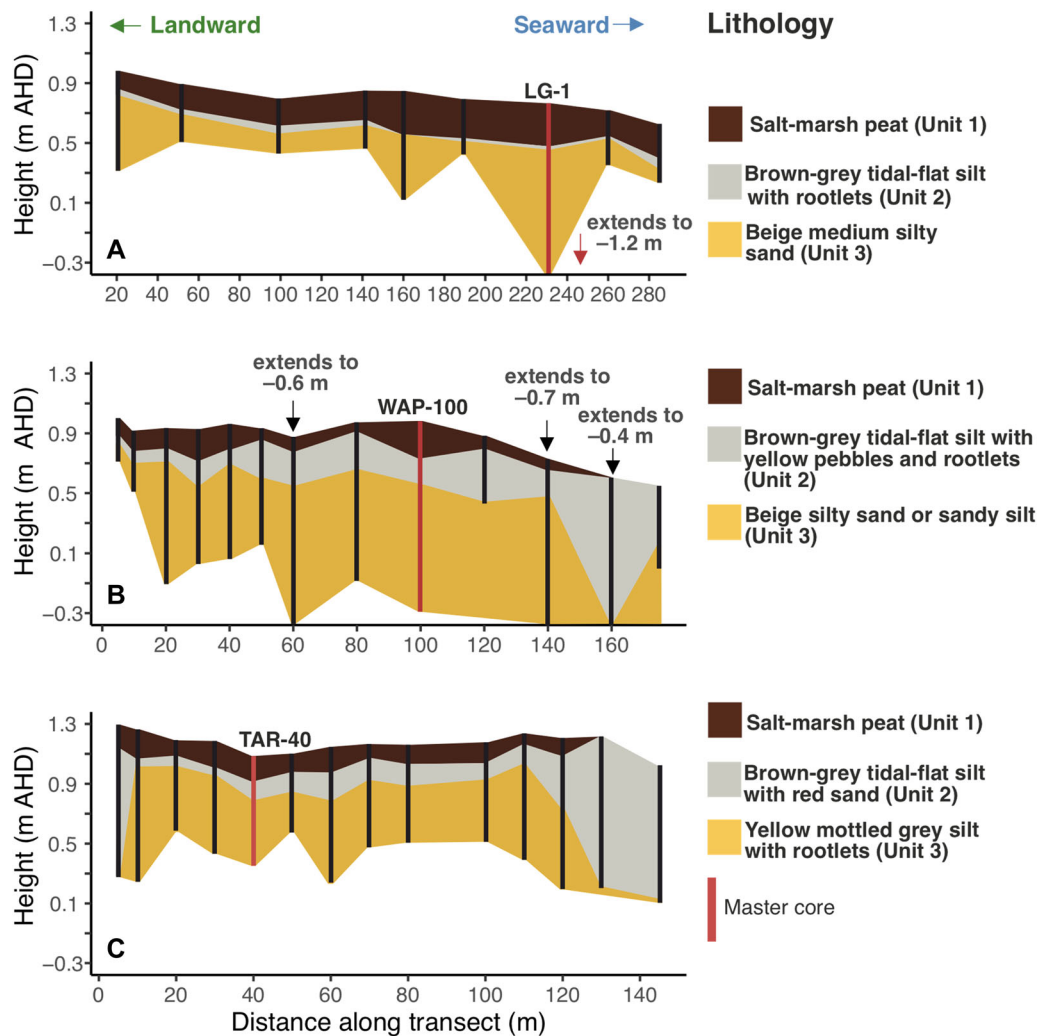 ← Landward
Seaward →
Lithology
Height (m AHD)
1.3
0.9
0.5
0.1
−0.3
LG-1
extends to
−1.2 m
A
20 40 60 80 100 120 140 160 180 200 220 240 260 280
Salt-marsh peat (Unit 1)
Brown-grey tidal-flat silt
with rootlets (Unit 2)
Beige medium silty
sand (Unit 3)
Height (m AHD)
1.3
0.9
0.5
0.1
−0.3
extends to
−0.6 m
WAP-100
extends to
−0.7 m
extends to
−0.4 m
B
0 20 40 60 80 100 120 140 160
Salt-marsh peat (Unit 1)
Brown-grey tidal-flat silt with
yellow pebbles and rootlets
(Unit 2)
Beige silty sand or sandy silt
(Unit 3)
Height (m AHD)
1.3
0.9
0.5
0.1
−0.3
TAR-40
C
0 20 40 60 80 100 120 140
Distance along transect (m)
Salt-marsh peat (Unit 1)
Brown-grey tidal-flat silt
with red sand (Unit 2)
Yellow mottled grey silt
with rootlets (Unit 3)
Master core